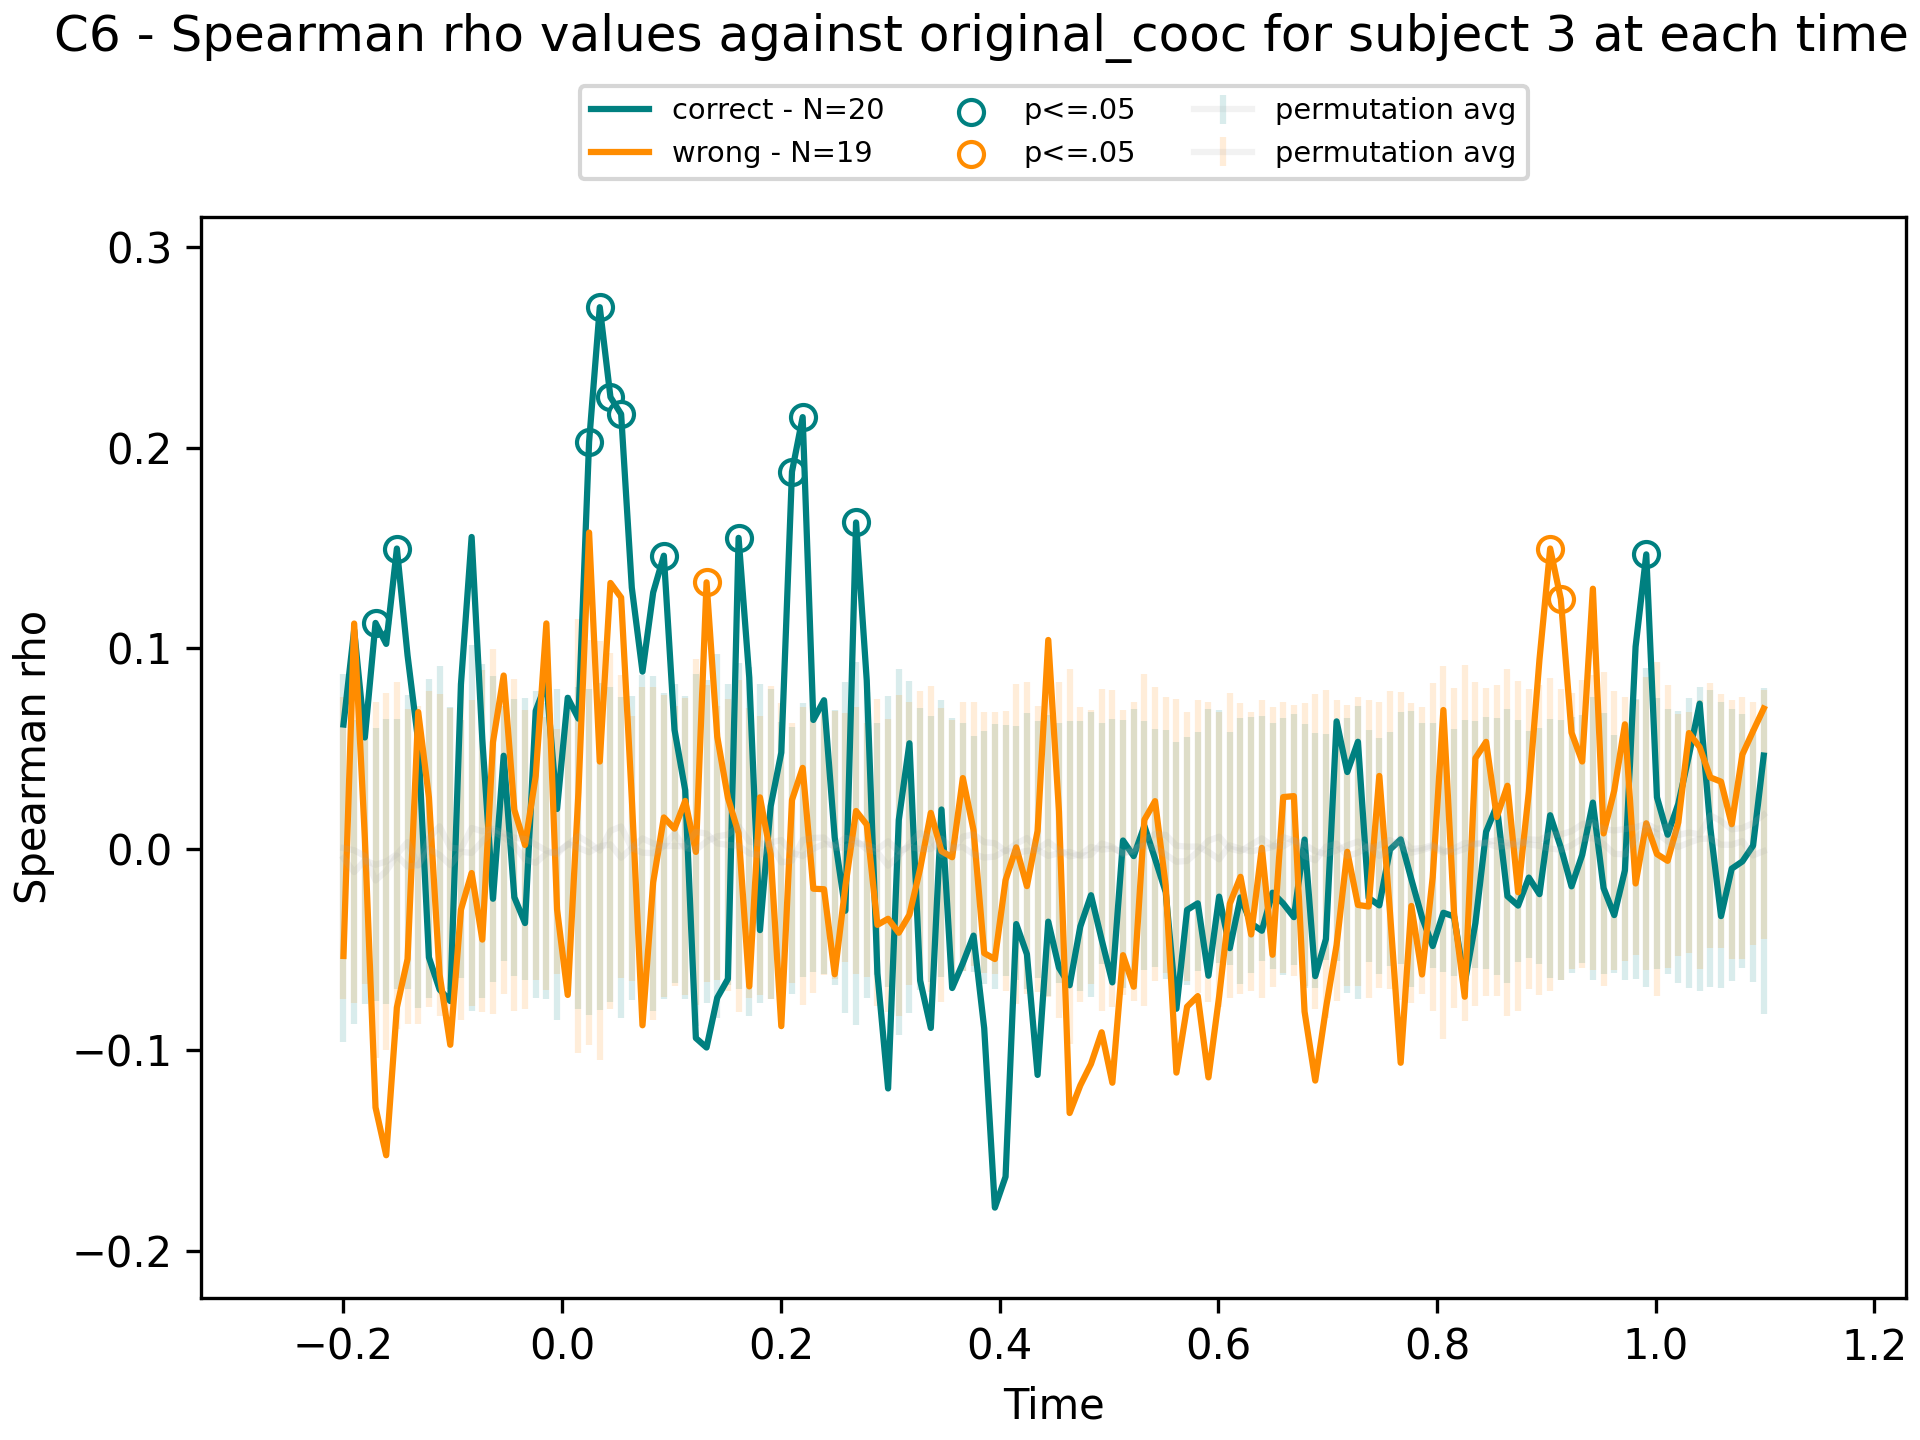 C6 - Spearman rho values against original_cooc for subject 3 at each time
correct - N=20
wrong - N=19
p<=.05
p<=.05
permutation avg
permutation avg
0.3
0.2
0.1
0.0
−0.1
−0.2
Spearman rho
−0.2 0.0 0.2 0.4 0.6 0.8 1.0 1.2
Time